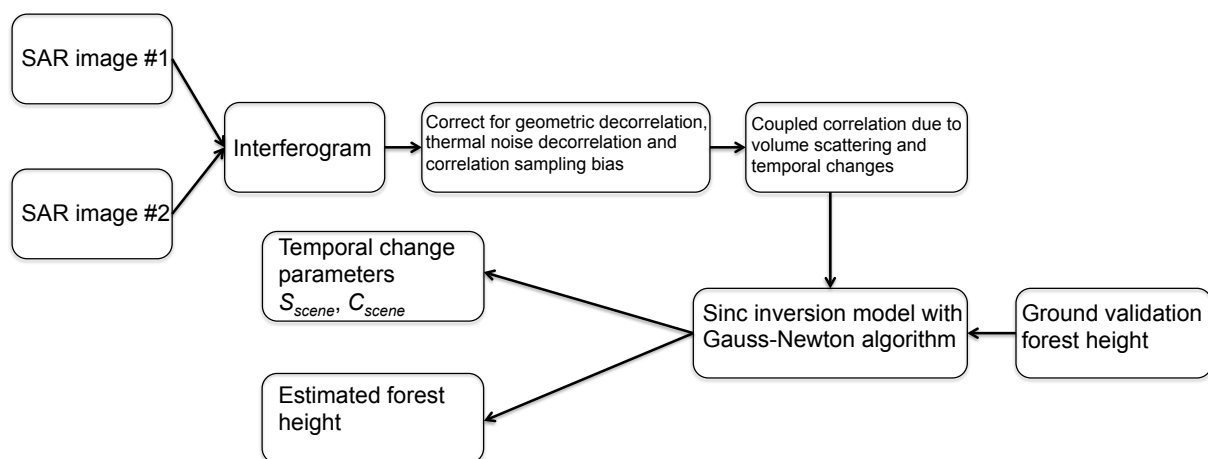 SAR image #1
SAR image #2
Interferogram
Correct for geometric decorrelation,
thermal noise decorrelation and
correlation sampling bias
Coupled correlation due to
volume scattering and
temporal changes
Temporal change
parameters
S_scene, C_scene
Estimated forest
height
Sinc inversion model with
Gauss-Newton algorithm
Ground validation
forest height